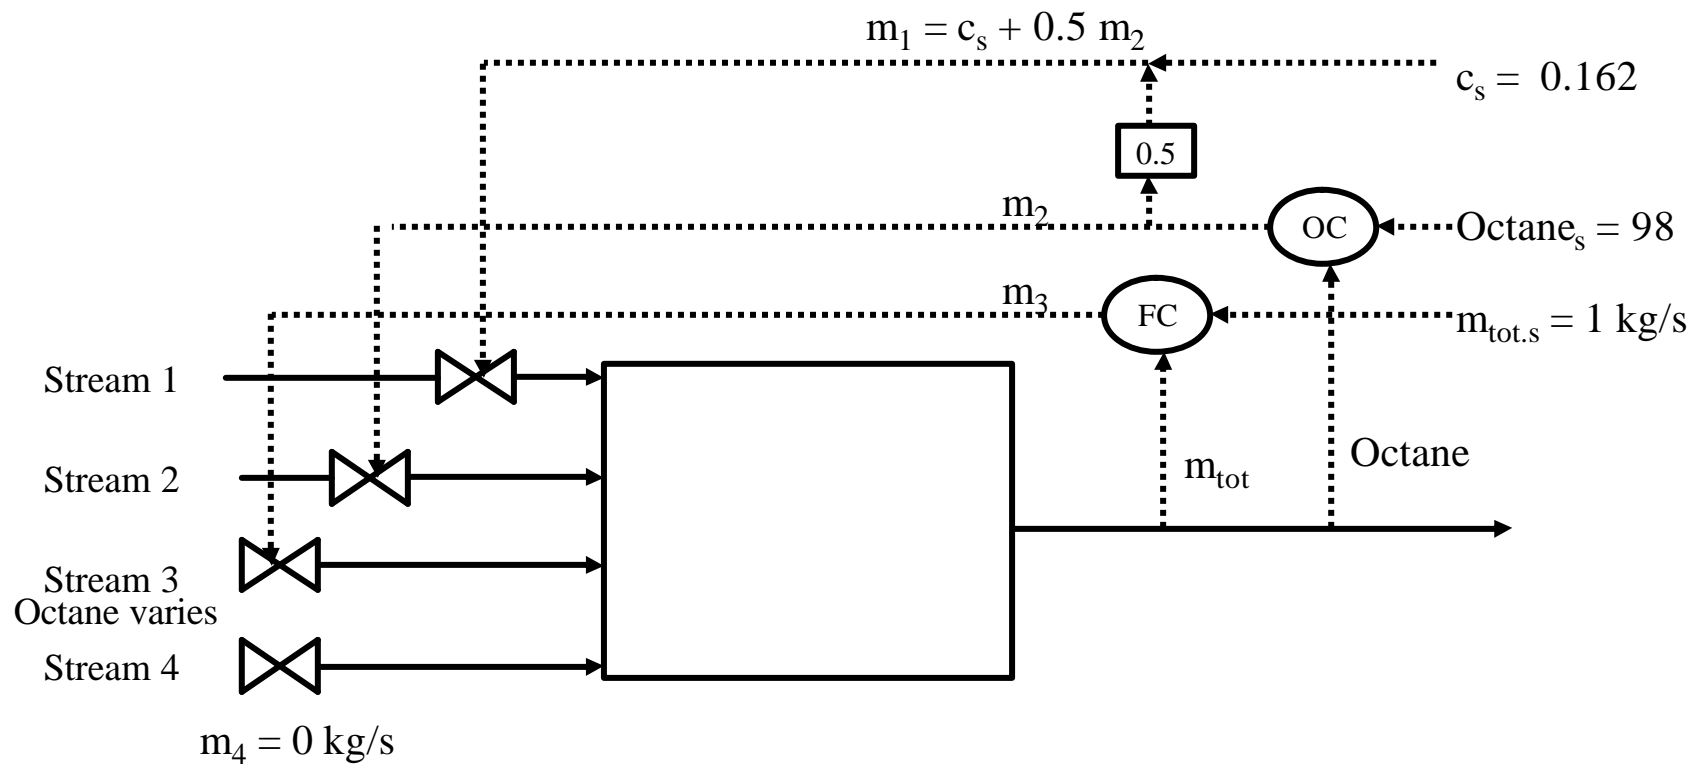 m₁ = cₛ + 0.5 m₂
cₛ = 0.162
0.5
m₂
OC
Octaneₛ = 98
m₃
FC
mₜₒₜ.ₛ = 1 kg/s
Stream 1
Octane
Stream 2
mₜₒₜ
Stream 3
Octane varies
Stream 4
m₄ = 0 kg/s